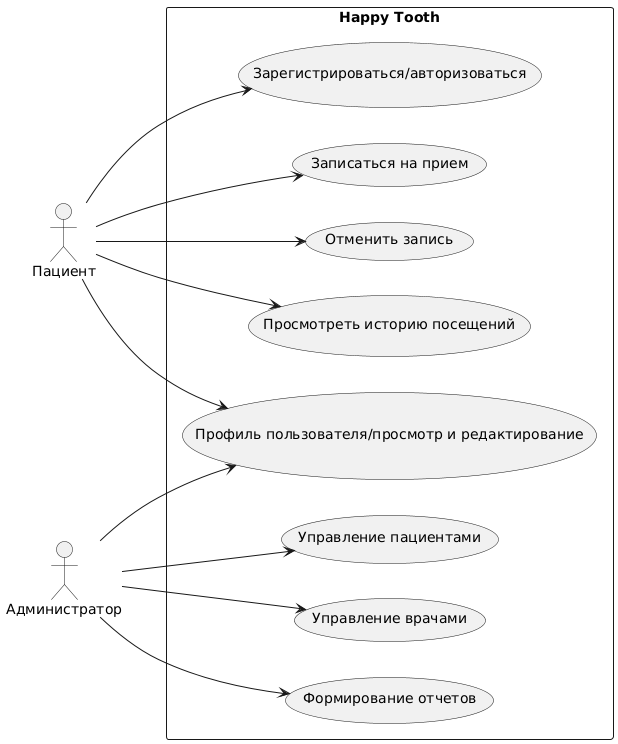 Happy Tooth
Зарегистрироваться/авторизоваться
Записаться на прием
Отменить запись
Пациент
Просмотреть историю посещений
Профиль пользователя/просмотр и редактирование
Управление пациентами
Администратор
Управление врачами
Формирование отчетов